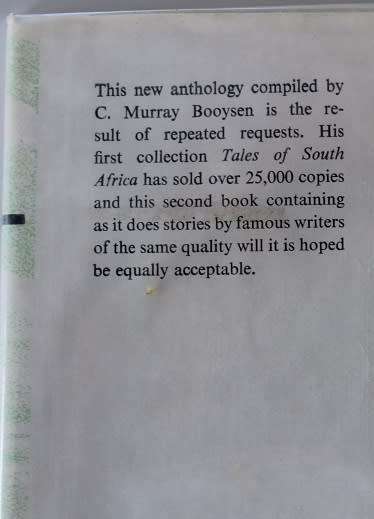 This new anthology compiled by
C. Murray Booysen is the re-
sult of repeated requests. His
first collection Tales of South
Africa has sold over 25,000 copies
and this second book containing
as it does stories by famous writers
of the same quality will it is hoped
be equally acceptable.